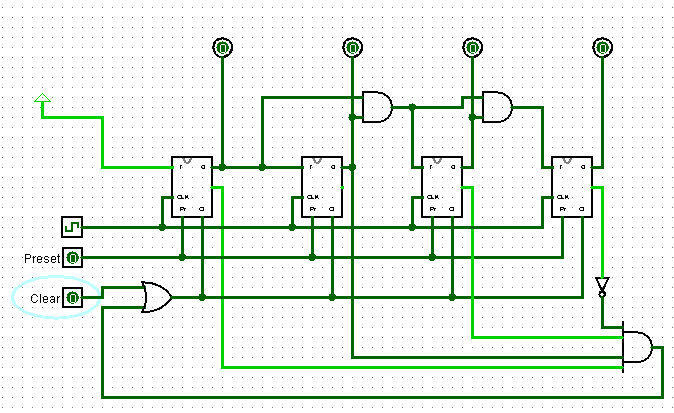 0 0 0 0
T Q T Q T Q T Q
CLK CLK CLK CLK
Pr Cl Pr Cl Pr Cl Pr Cl
Preset 0
Clear 0